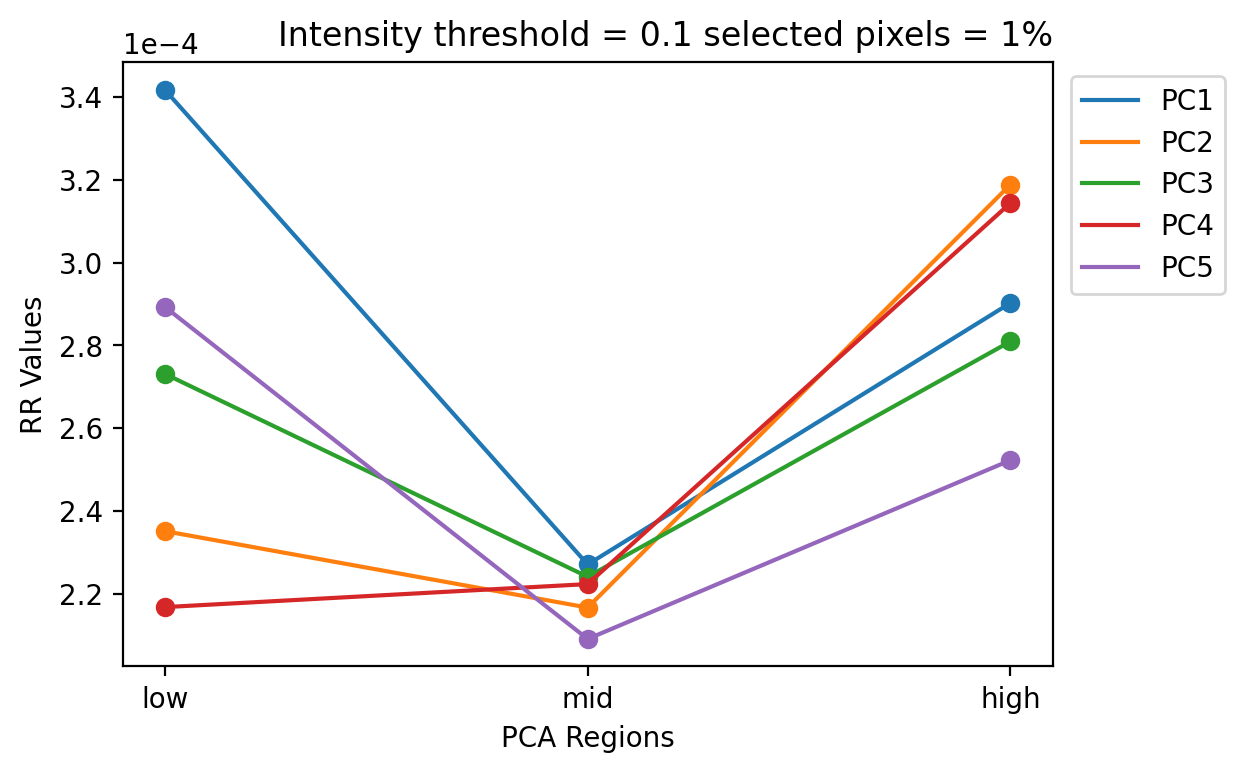 Intensity threshold = 0.1 selected pixels = 1%
1e−4
3.4
3.2
3.0
2.8
2.6
2.4
2.2
RR Values
low
mid
high
PCA Regions
PC1
PC2
PC3
PC4
PC5